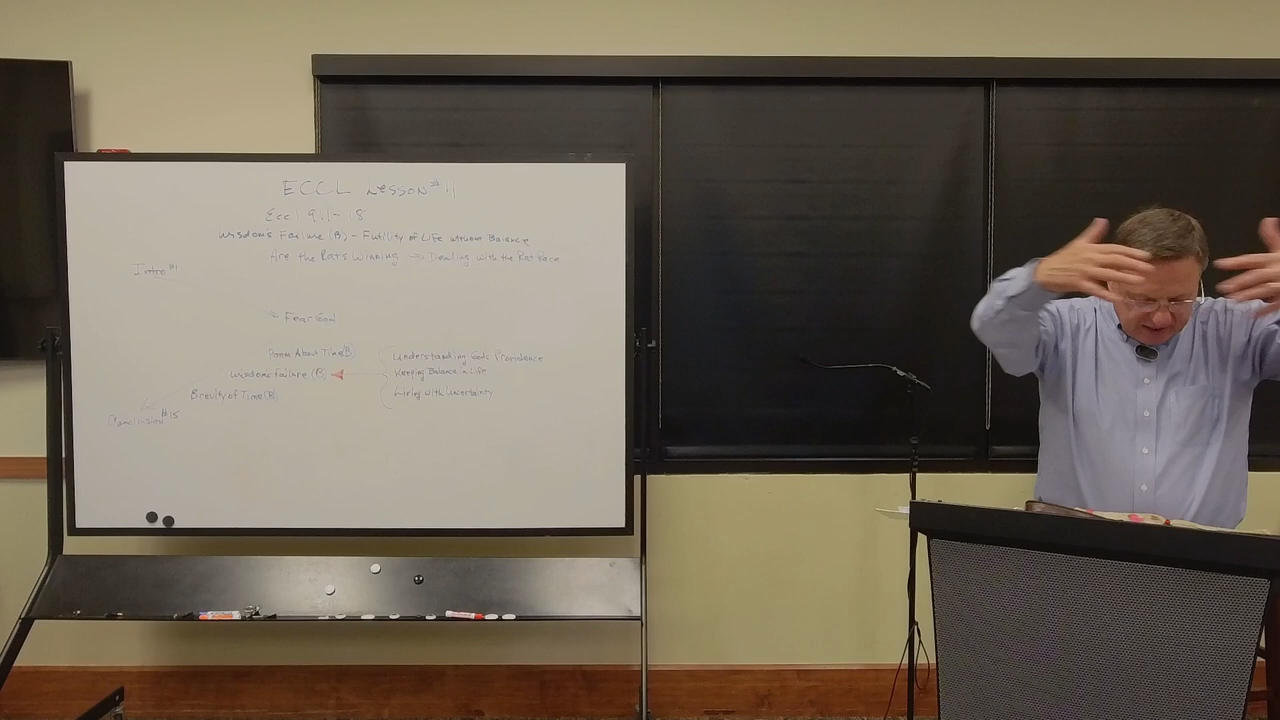 ECCL Lesson #11
Eccl 9:1-18
Wisdoms Failure (B) - Futility of Life without Balance
Are the Rats Winning -> Dealing with the Rat Race
Intro #1
Fear God
Poem About Time (B)
Wisdoms Failure (B)
Brevity of Time (B)
Conclusion #15
Understanding Gods Providence
Keeping Balance in Life
Living with Uncertainty